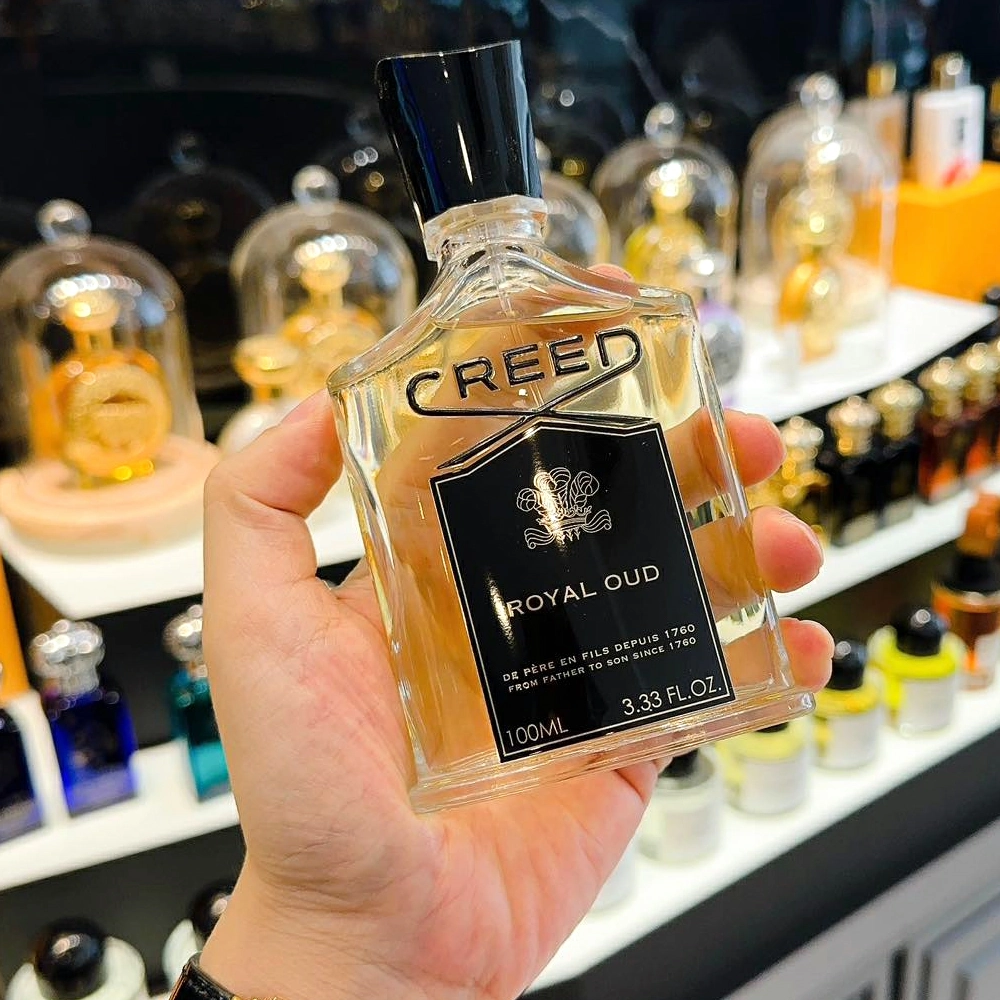 CREED
ROYAL OUD
DE PÈRE EN FILS DEPUIS 1760
FROM FATHER TO SON SINCE 1760
100ML 3.33 FL.OZ.